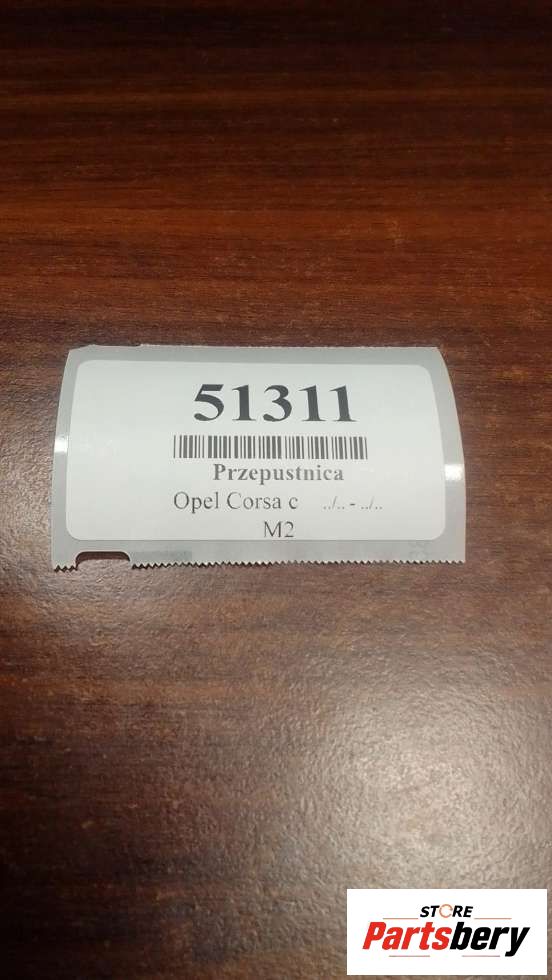 51311
Przepustnica
Opel Corsa c ../.. - ../..
M2
STORE
Partsbery